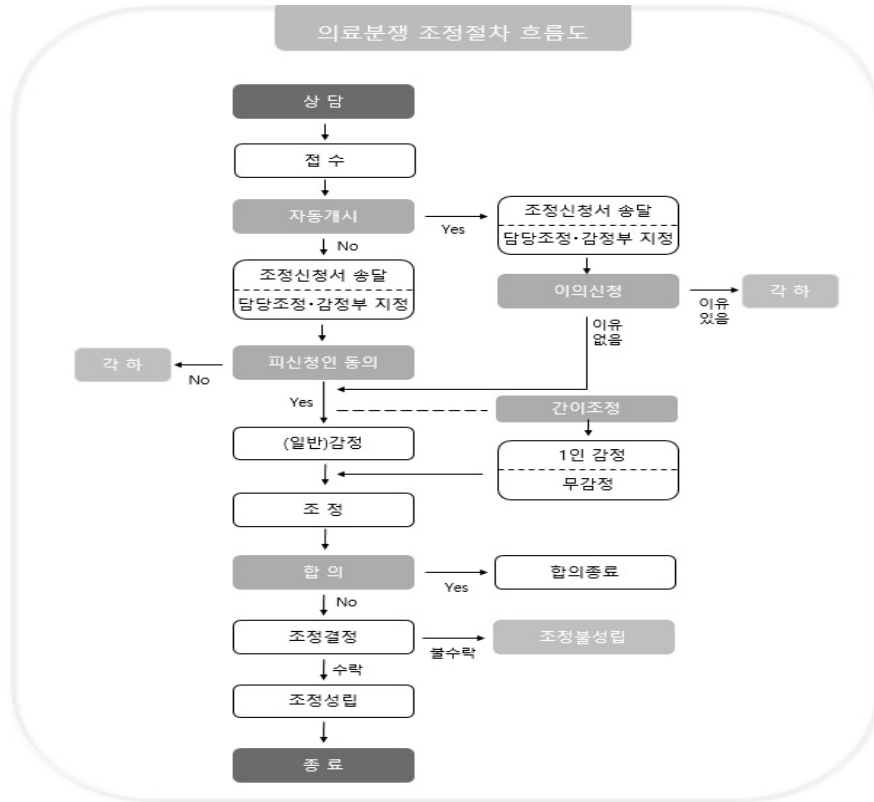 의료분쟁 조정절차 흐름도
상 담
접 수
자동개시
Yes
조정신청서 송달
담당조정·감정부 지정
No
조정신청서 송달
담당조정·감정부 지정
이의신청
이유
있음
각 하
이유
없음
피신청인 동의
No
각 하
Yes
간이조정
(일반)감정
1인 감정
무감정
조 정
합 의
Yes
합의종료
No
조정결정
불수락
조정불성립
수락
조정성립
종 료